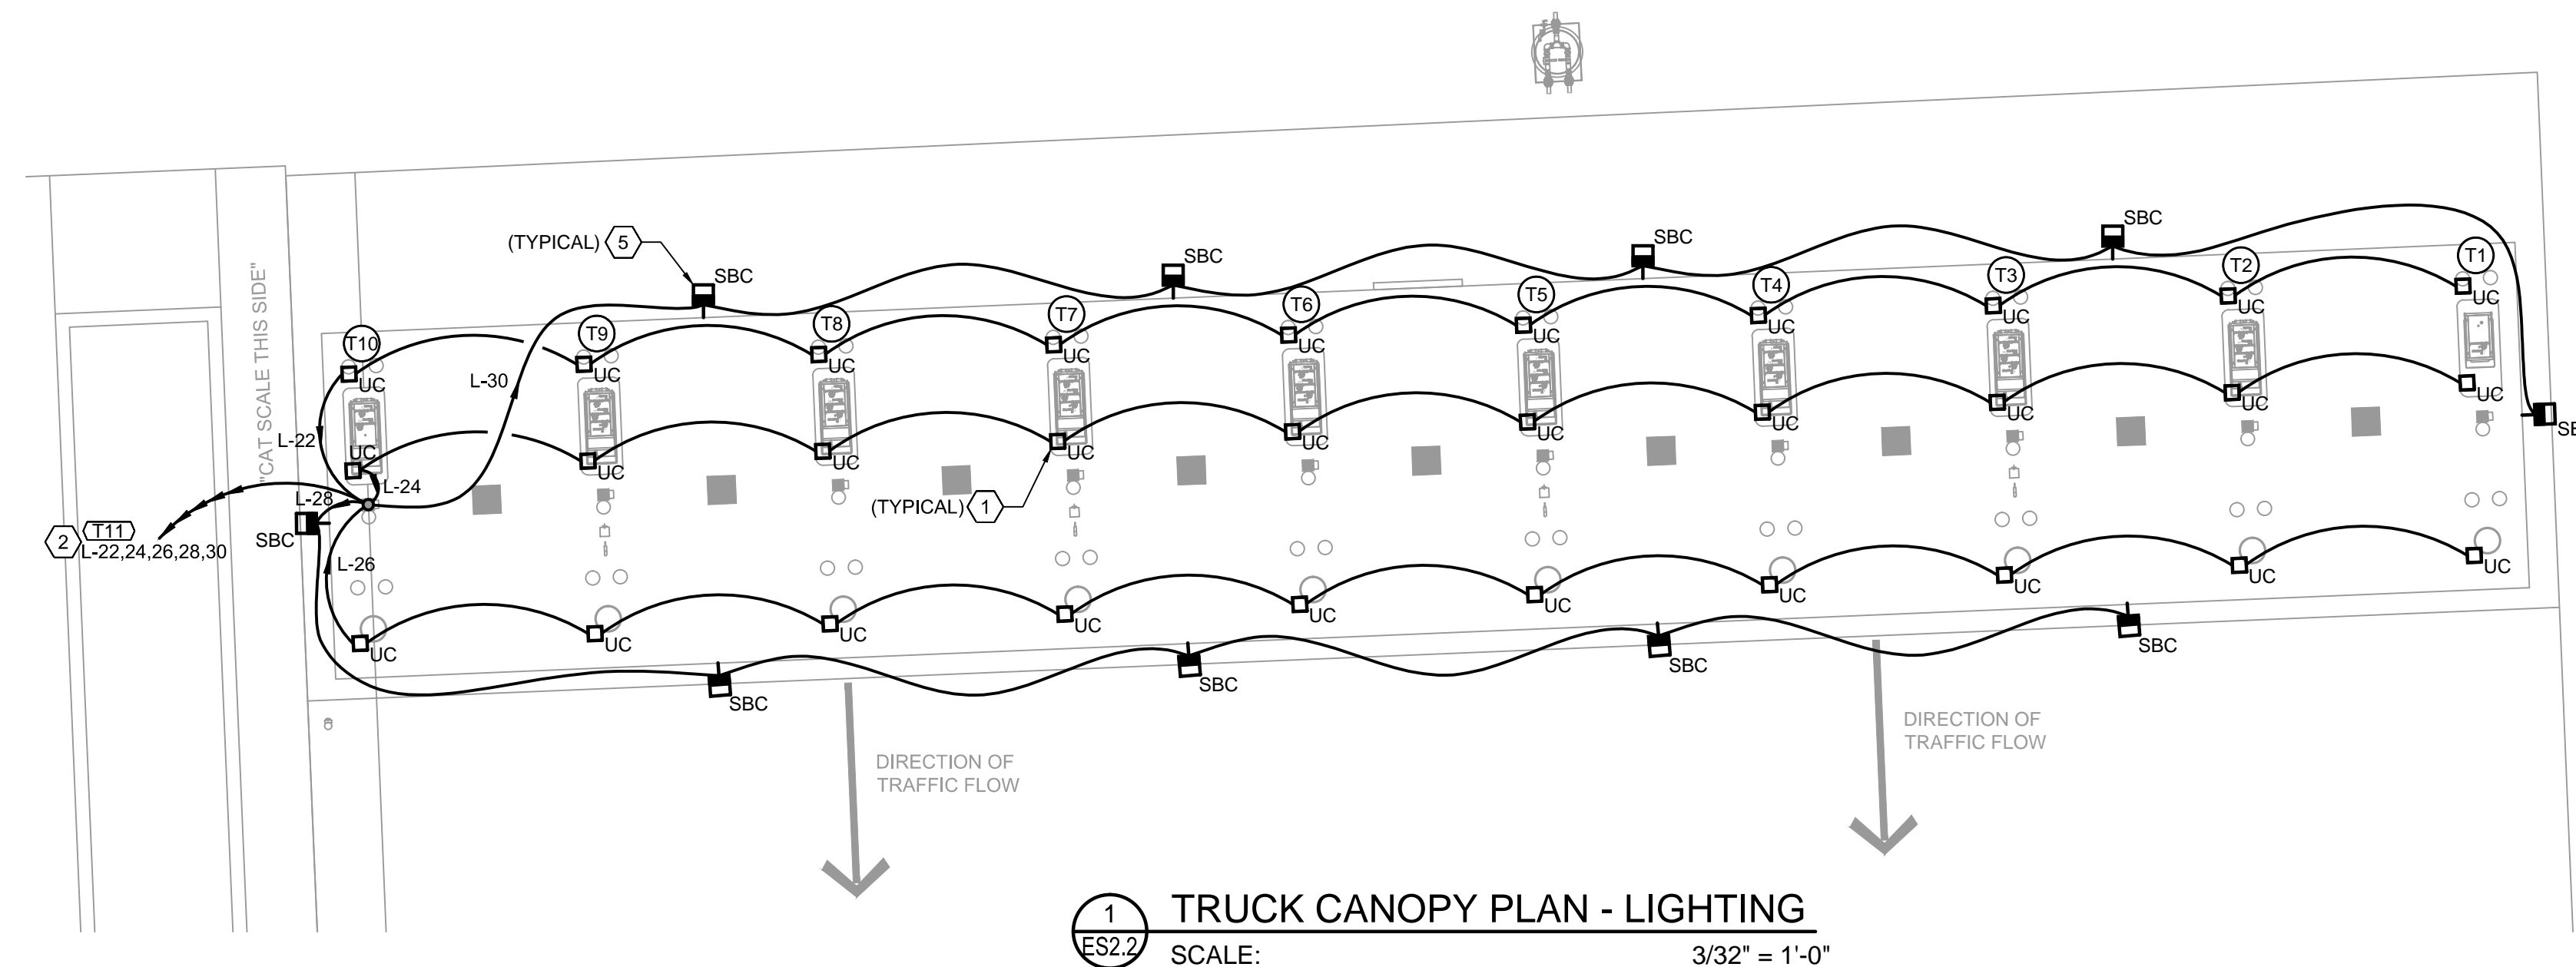 SBC
SBC
(TYPICAL) 5
SBC
SBC
T1
T2
T3
T4
T5
T6
T7
T8
T9
T10
UC
UC
UC
UC
UC
UC
UC
UC
UC
UC
"CAT SCALE THIS SIDE"
L-30
L-22
UC
UC
UC
UC
UC
UC
UC
UC
UC
UC
L-24
L-28
(TYPICAL) 1
SBC
2 T11
L-22,24,26,28,30
L-26
UC
UC
UC
UC
UC
UC
UC
UC
UC
UC
SBC
SBC
SBC
SBC
DIRECTION OF
TRAFFIC FLOW
DIRECTION OF
TRAFFIC FLOW
1
ES2.2
TRUCK CANOPY PLAN - LIGHTING
SCALE: 3/32" = 1'-0"